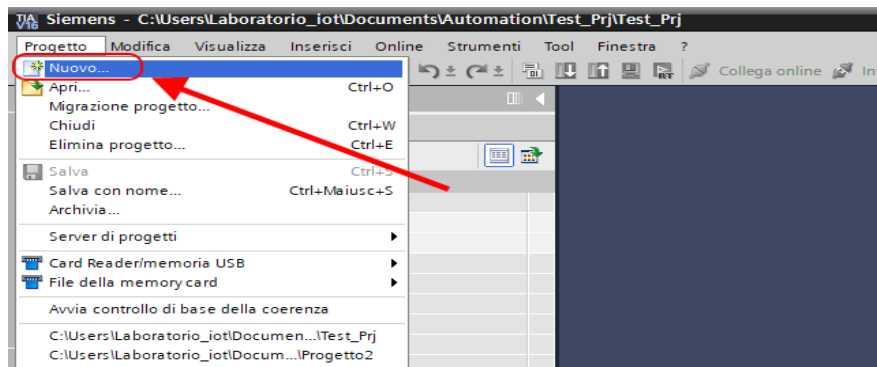 TIA V16 Siemens - C:\Users\Laboratorio_iot\Documents\Automation\Test_Prj\Test_Prj
Progetto Modifica Visualizza Inserisci Online Strumenti Tool Finestra ?
Nuovo...
Collega online
Apri... Ctrl+O
Migrazione progetto...
Chiudi Ctrl+W
Elimina progetto... Ctrl+E
Salva Ctrl+S
Salva con nome... Ctrl+Maiusc+S
Archivia...
Server di progetti
Card Reader/memoria USB
File della memory card
Avvia controllo di base della coerenza
C:\Users\Laboratorio_iot\Documen...\Test_Prj
C:\Users\Laboratorio_iot\Docum...\Progetto2